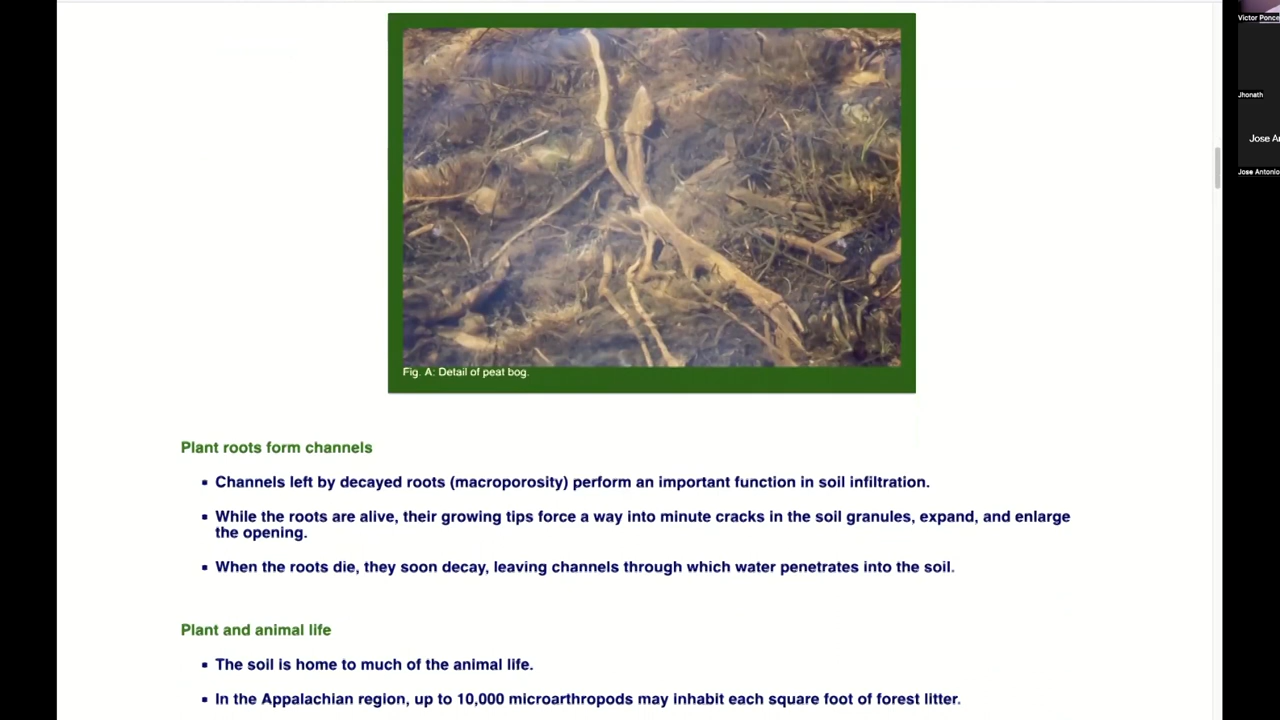 Victor Ponce
Jhonath
Jose An
Jose Antonio
Fig. A: Detail of peat bog.
Plant roots form channels
▪ Channels left by decayed roots (macroporosity) perform an important function in soil infiltration.
▪ While the roots are alive, their growing tips force a way into minute cracks in the soil granules, expand, and enlarge
the opening.
▪ When the roots die, they soon decay, leaving channels through which water penetrates into the soil.
Plant and animal life
▪ The soil is home to much of the animal life.
▪ In the Appalachian region, up to 10,000 microarthropods may inhabit each square foot of forest litter.